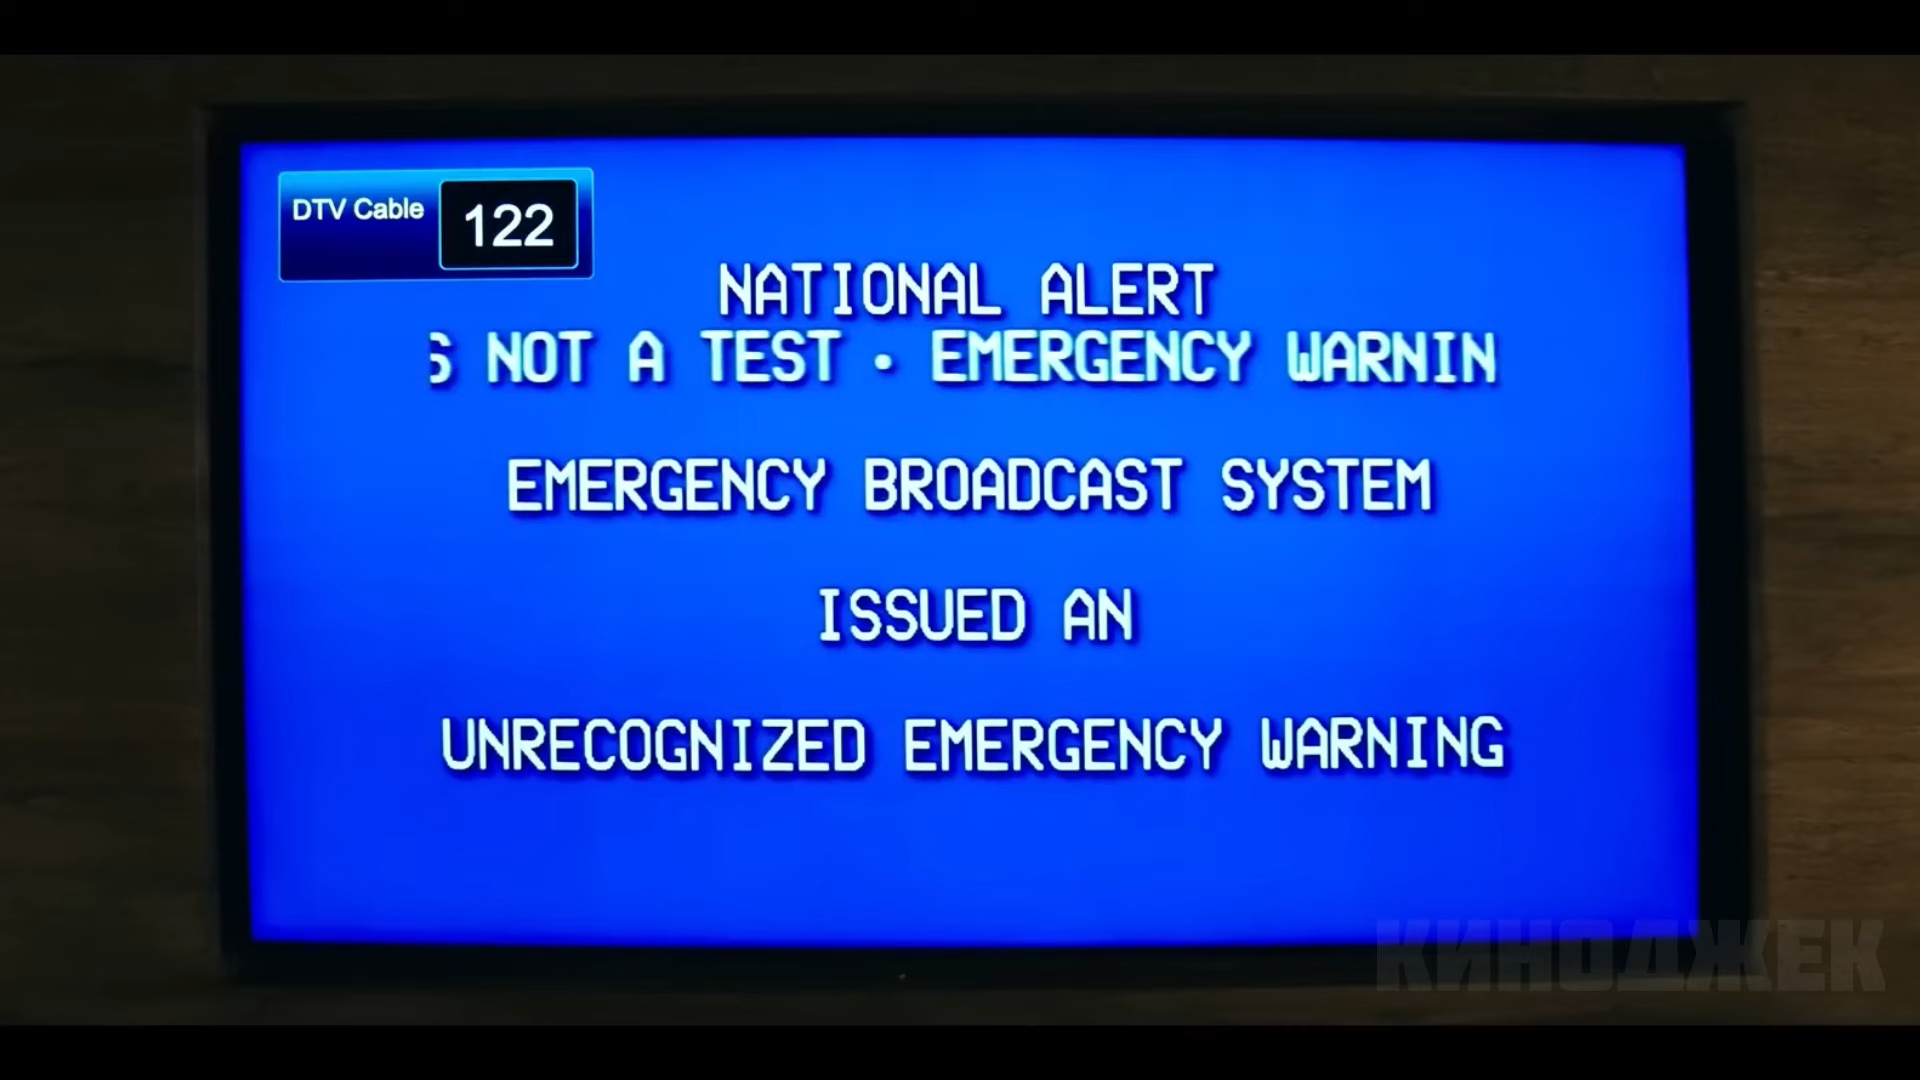 DTV Cable 122
NATIONAL ALERT
S NOT A TEST · EMERGENCY WARNIN
EMERGENCY BROADCAST SYSTEM
ISSUED AN
UNRECOGNIZED EMERGENCY WARNING
КИНОДЖЕК